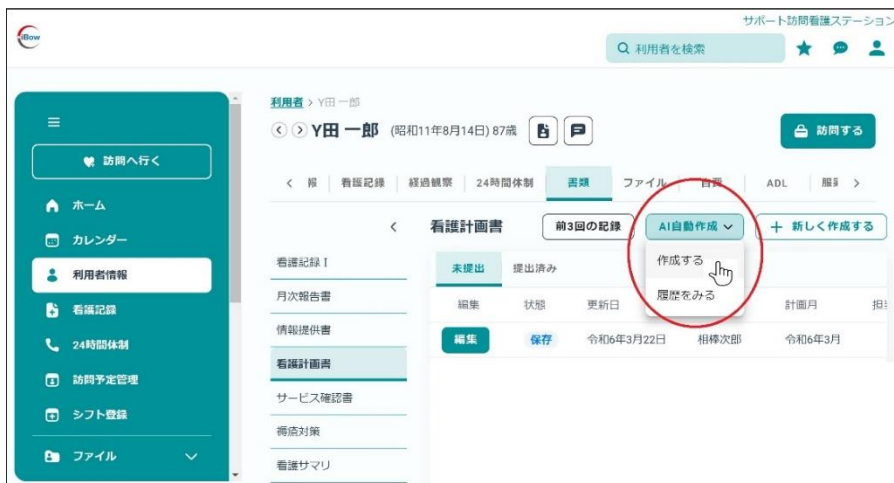 サポート訪問看護ステーション
iBow
利用者を検索
利用者 > Y田 一郎
Y田 一郎 (昭和11年8月14日) 87歳
訪問する
訪問へ行く
報 看護記録 経過観察 24時間体制 書類 ファイル 自費 ADL
ホーム
カレンダー
利用者情報
看護記録
24時間体制
訪問予定管理
シフト登録
ファイル
看護計画書 前3回の記録 AI自動作成 + 新しく作成する
作成する
履歴をみる
看護記録Ⅰ
月次報告書
情報提供書
看護計画書
サービス確認書
褥瘡対策
看護サマリ
未提出 提出済み
編集 状態 更新日 計画月 担
編集 保存 令和6年3月22日 相棒次郎 令和6年3月